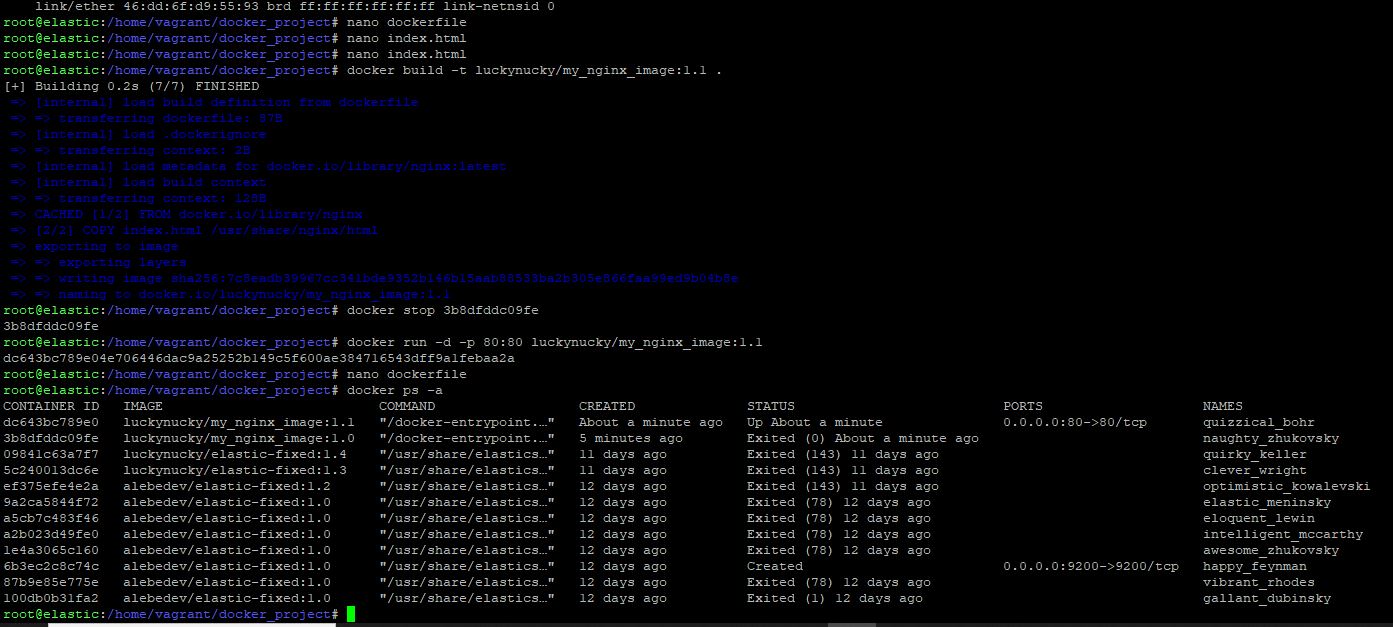 link/ether 46:dd:6f:d9:55:93 brd ff:ff:ff:ff:ff:ff link-netnsid 0
root@elastic:/home/vagrant/docker_project# nano dockerfile
root@elastic:/home/vagrant/docker_project# nano index.html
root@elastic:/home/vagrant/docker_project# nano index.html
root@elastic:/home/vagrant/docker_project# docker build -t luckynucky/my_nginx_image:1.1 .
[+] Building 0.2s (7/7) FINISHED
=> [internal] load build definition from dockerfile
=> => transferring dockerfile: 37B
=> [internal] load .dockerignore
=> => transferring context: 2B
=> [internal] load metadata for docker.io/library/nginx:latest
=> [internal] load build context
=> => transferring context: 128B
=> CACHED [1/2] FROM docker.io/library/nginx
=> [2/2] COPY index.html /usr/share/nginx/html
=> exporting to image
=> => exporting layers
=> => writing image
=> => naming to docker.io/luckynucky/my_nginx_image:1.1
root@elastic:/home/vagrant/docker_project# docker stop 3b8dfddc09fe
3b8dfddc09fe
root@elastic:/home/vagrant/docker_project# docker run -d -p 80:80 luckynucky/my_nginx_image:1.1
dc643bc789e04e706446dac9a25252b149c5f600ae384716543dff9a1febaa2a
root@elastic:/home/vagrant/docker_project# nano dockerfile
root@elastic:/home/vagrant/docker_project# docker ps -a
CONTAINER ID IMAGE COMMAND CREATED STATUS PORTS NAMES
dc643bc789e0 luckynucky/my_nginx_image:1.1 "/docker-entrypoint.…" About a minute ago Up About a minute 0.0.0.0:80->80/tcp quizzical_bohr
3b8dfddc09fe luckynucky/my_nginx_image:1.0 "/docker-entrypoint.…" 5 minutes ago Exited (0) About a minute ago naughty_zhukovsky
09841c63a7f7 luckynucky/elastic-fixed:1.4 "/usr/share/elastics…" 11 days ago Exited (143) 11 days ago quirky_keller
5c240013dc6e luckynucky/elastic-fixed:1.3 "/usr/share/elastics…" 11 days ago Exited (143) 11 days ago clever_wright
ef375efe4e2a alebedev/elastic-fixed:1.2 "/usr/share/elastics…" 12 days ago Exited (143) 11 days ago optimistic_kowalevski
9a2ca5844f72 alebedev/elastic-fixed:1.0 "/usr/share/elastics…" 12 days ago Exited (78) 12 days ago elastic_meninsky
a5cb7c483f46 alebedev/elastic-fixed:1.0 "/usr/share/elastics…" 12 days ago Exited (78) 12 days ago eloquent_lewin
a2b023d49fe0 alebedev/elastic-fixed:1.0 "/usr/share/elastics…" 12 days ago Exited (78) 12 days ago intelligent_mccarthy
1e4a3065c160 alebedev/elastic-fixed:1.0 "/usr/share/elastics…" 12 days ago Exited (78) 12 days ago awesome_zhukovsky
6b3ec2c8c74c alebedev/elastic-fixed:1.0 "/usr/share/elastics…" 12 days ago Created 0.0.0.0:9200->9200/tcp happy_feynman
87b9e85e775e alebedev/elastic-fixed:1.0 "/usr/share/elastics…" 12 days ago Exited (78) 12 days ago vibrant_rhodes
100db0b31fa2 alebedev/elastic-fixed:1.0 "/usr/share/elastics…" 12 days ago Exited (1) 12 days ago gallant_dubinsky
root@elastic:/home/vagrant/docker_project#